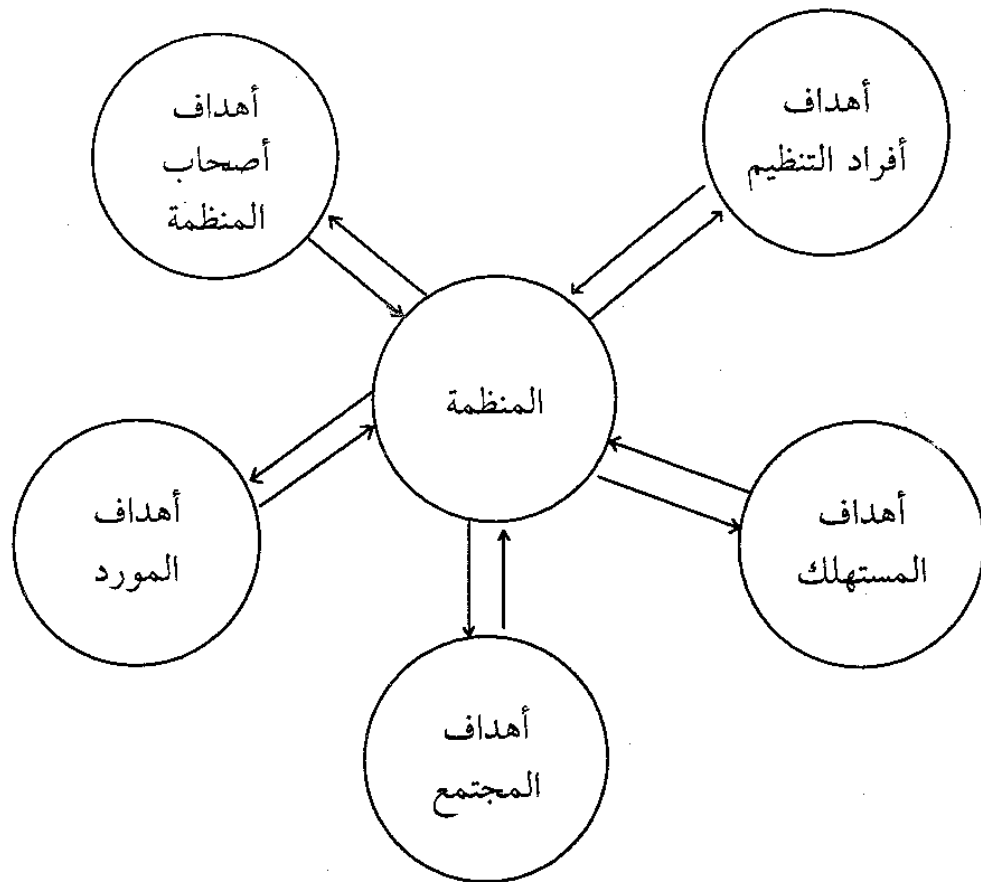 أهداف
أفراد التنظيم
أهداف
أصحاب
المنظمة
المنظمة
أهداف
المستهلك
أهداف
المورد
أهداف
المجتمع